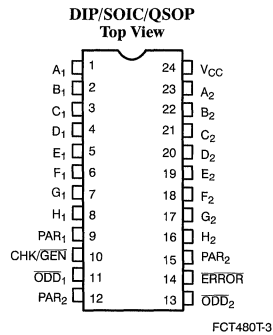 DIP/SOIC/QSOP
Top View
A1 1 24 VCC
B1 2 23 A2
C1 3 22 B2
D1 4 21 C2
E1 5 20 D2
F1 6 19 E2
G1 7 18 F2
H1 8 17 G2
PAR1 9 16 H2
CHK/GEN 10 15 PAR2
ODD1 11 14 ERROR
PAR2 12 13 ODD2
FCT480T-3